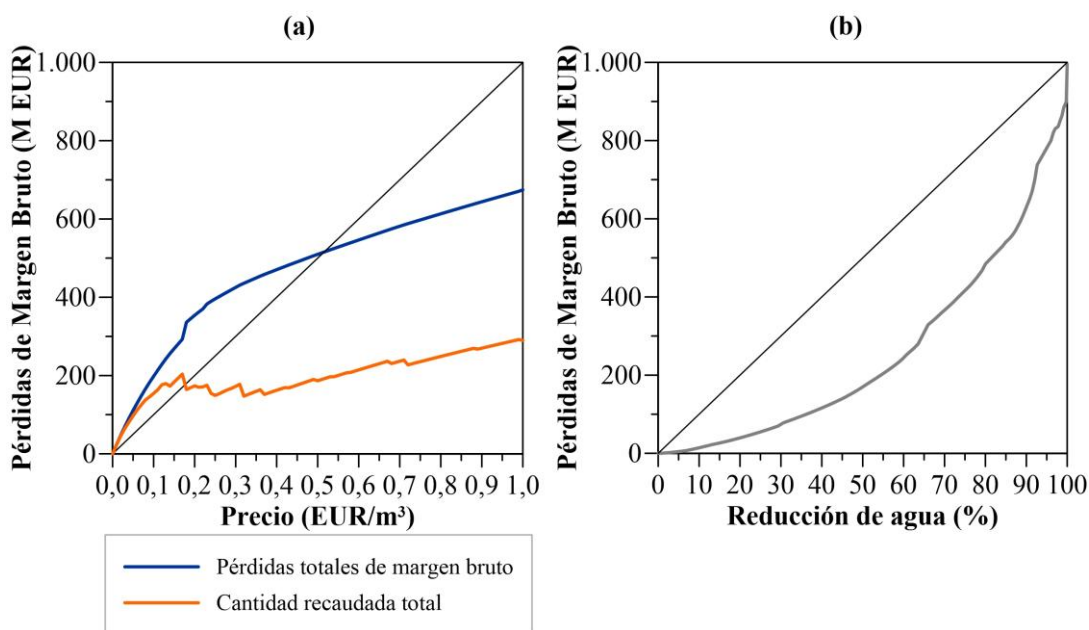 (a)
Pérdidas de Margen Bruto (M EUR)
1.000
800
600
400
200
0
0,0 0,1 0,2 0,3 0,4 0,5 0,6 0,7 0,8 0,9 1,0
Precio (EUR/m³)
Pérdidas totales de margen bruto
Cantidad recaudada total
(b)
Pérdidas de Margen Bruto (M EUR)
1.000
800
600
400
200
0
0 10 20 30 40 50 60 70 80 90 100
Reducción de agua (%)